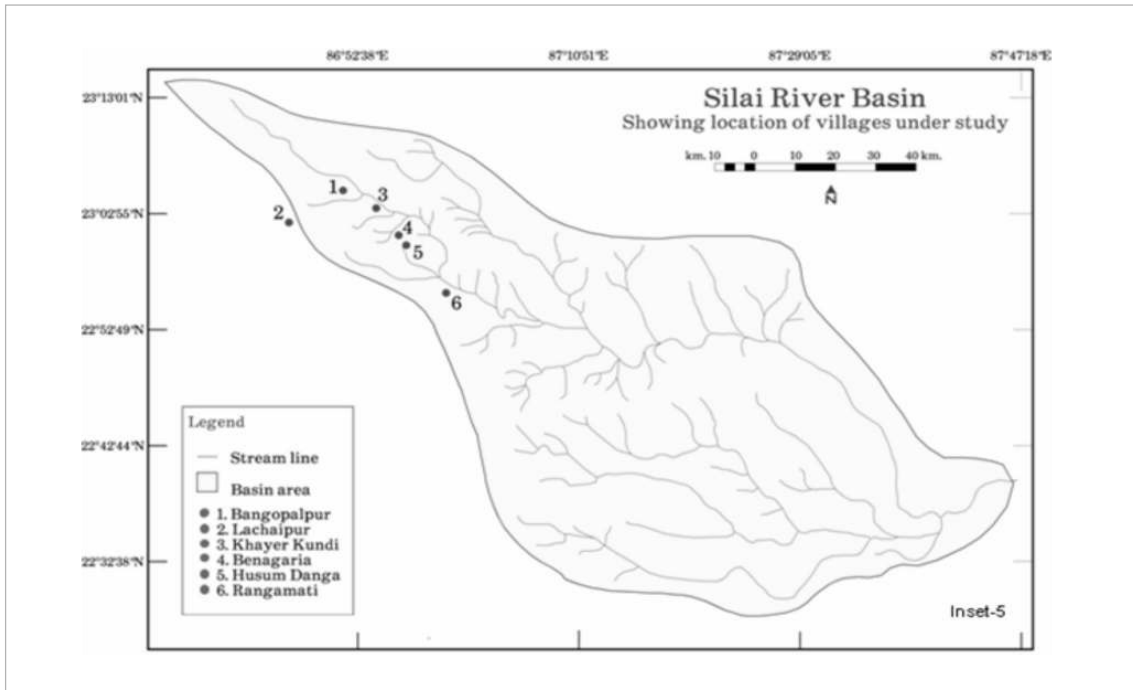 86°52'38"E 87°10'51"E 87°29'05"E 87°47'18"E
Silai River Basin
Showing location of villages under study
km. 10 0 10 20 30 40 km.
N
23°13'01"N
23°02'55"N
22°52'49"N
22°42'44"N
22°32'38"N
1
2
3
4
5
6
Legend
Stream line
Basin area
1. Bangopalpur
2. Lachaipur
3. Khayer Kundi
4. Benagaria
5. Husum Danga
6. Rangamati
Inset-5